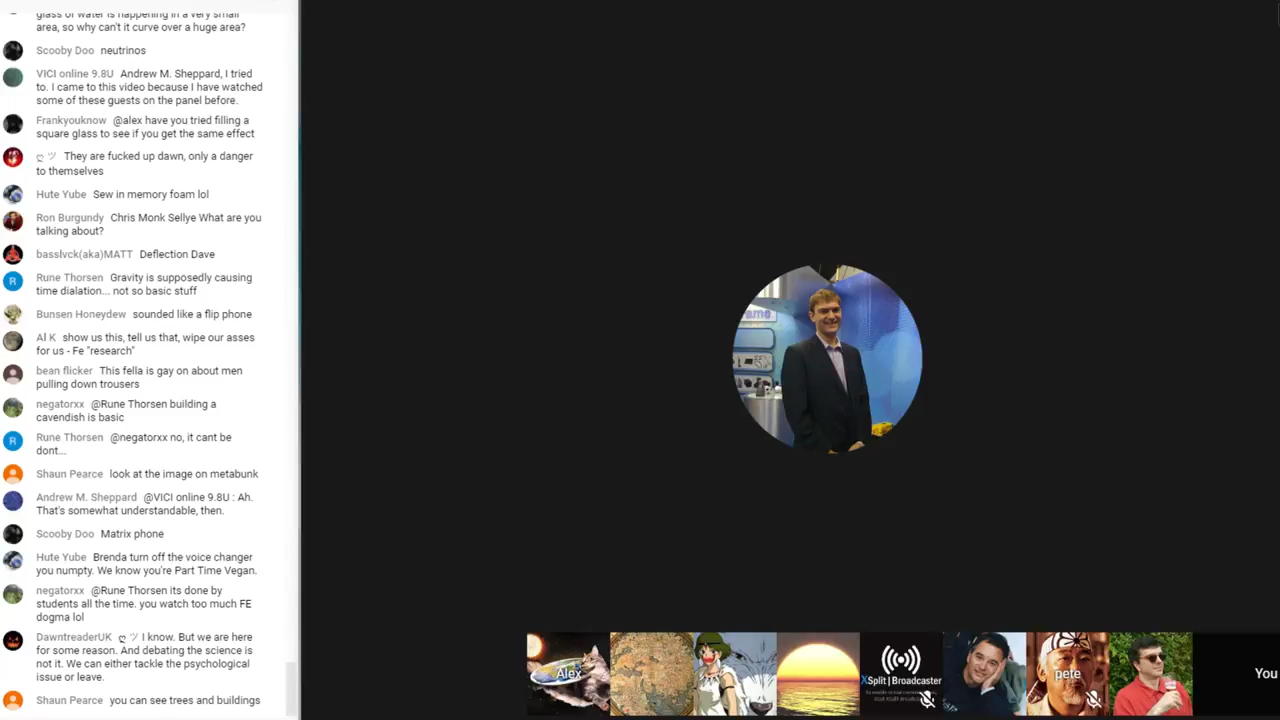 glass of water is happening in a very small
area, so why can't it curve over a huge area?
Scooby Doo neutrinos
VICI online 9.8U Andrew M. Sheppard, I tried
to. I came to this video because I have watched
some of these guests on the panel before.
Frankyouknow @alex have you tried filling a
square glass to see if you get the same effect
ღ ツ They are fucked up dawn, only a danger
to themselves
Hute Yube Sew in memory foam lol
Ron Burgundy Chris Monk Sellye What are you
talking about?
basslvck(aka)MATT Deflection Dave
R
Rune Thorsen Gravity is supposedly causing
time dialation... not so basic stuff
Bunsen Honeydew sounded like a flip phone
Al K show us this, tell us that, wipe our asses
for us - Fe "research"
bean flicker This fella is gay on about men
pulling down trousers
negatorxx @Rune Thorsen building a
cavendish is basic
R
Rune Thorsen @negatorxx no, it cant be
dont...
Shaun Pearce look at the image on metabunk
Andrew M. Sheppard @VICI online 9.8U : Ah.
That's somewhat understandable, then.
Scooby Doo Matrix phone
Hute Yube Brenda turn off the voice changer
you numpty. We know you're Part Time Vegan.
negatorxx @Rune Thorsen its done by
students all the time. you watch too much FE
dogma lol
DawntreaderUK ღ ツ I know. But we are here
for some reason. And debating the science is
not it. We can either tackle the psychological
issue or leave.
Shaun Pearce you can see trees and buildings
Alex
XSplit | Broadcaster
pete
You